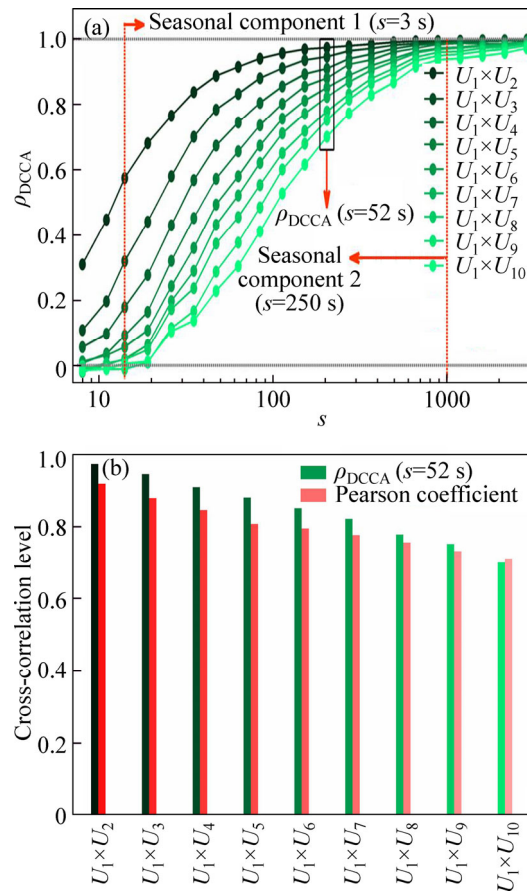 (a)
Seasonal component 1 (s=3 s)
1.0
0.8
0.6
0.4
0.2
0
ρDCCA
U1×U2
U1×U3
U1×U4
U1×U5
U1×U6
U1×U7
U1×U8
U1×U9
U1×U10
ρDCCA (s=52 s)
Seasonal
component 2
(s=250 s)
10
100
1000
s
(b)
1.0
0.8
0.6
0.4
0.2
0
Cross-correlation level
ρDCCA (s=52 s)
Pearson coefficient
U1×U2
U1×U3
U1×U4
U1×U5
U1×U6
U1×U7
U1×U8
U1×U9
U1×U10